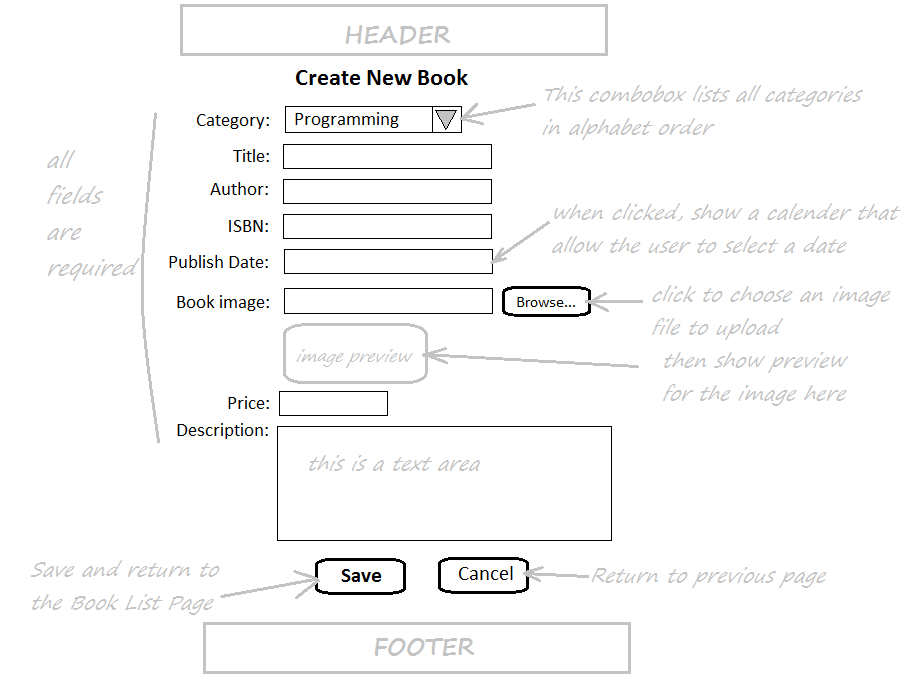 HEADER
Create New Book
Category: Programming
This combobox lists all categories
in alphabet order
all
fields
are
required
Title:
Author:
ISBN:
when clicked, show a calender that
allow the user to select a date
Publish Date:
Book image: Browse...
click to choose an image
file to upload
then show preview
for the image here
image preview
Price:
Description:
this is a text area
Save and return to
the Book List Page
Save Cancel
Return to previous page
FOOTER